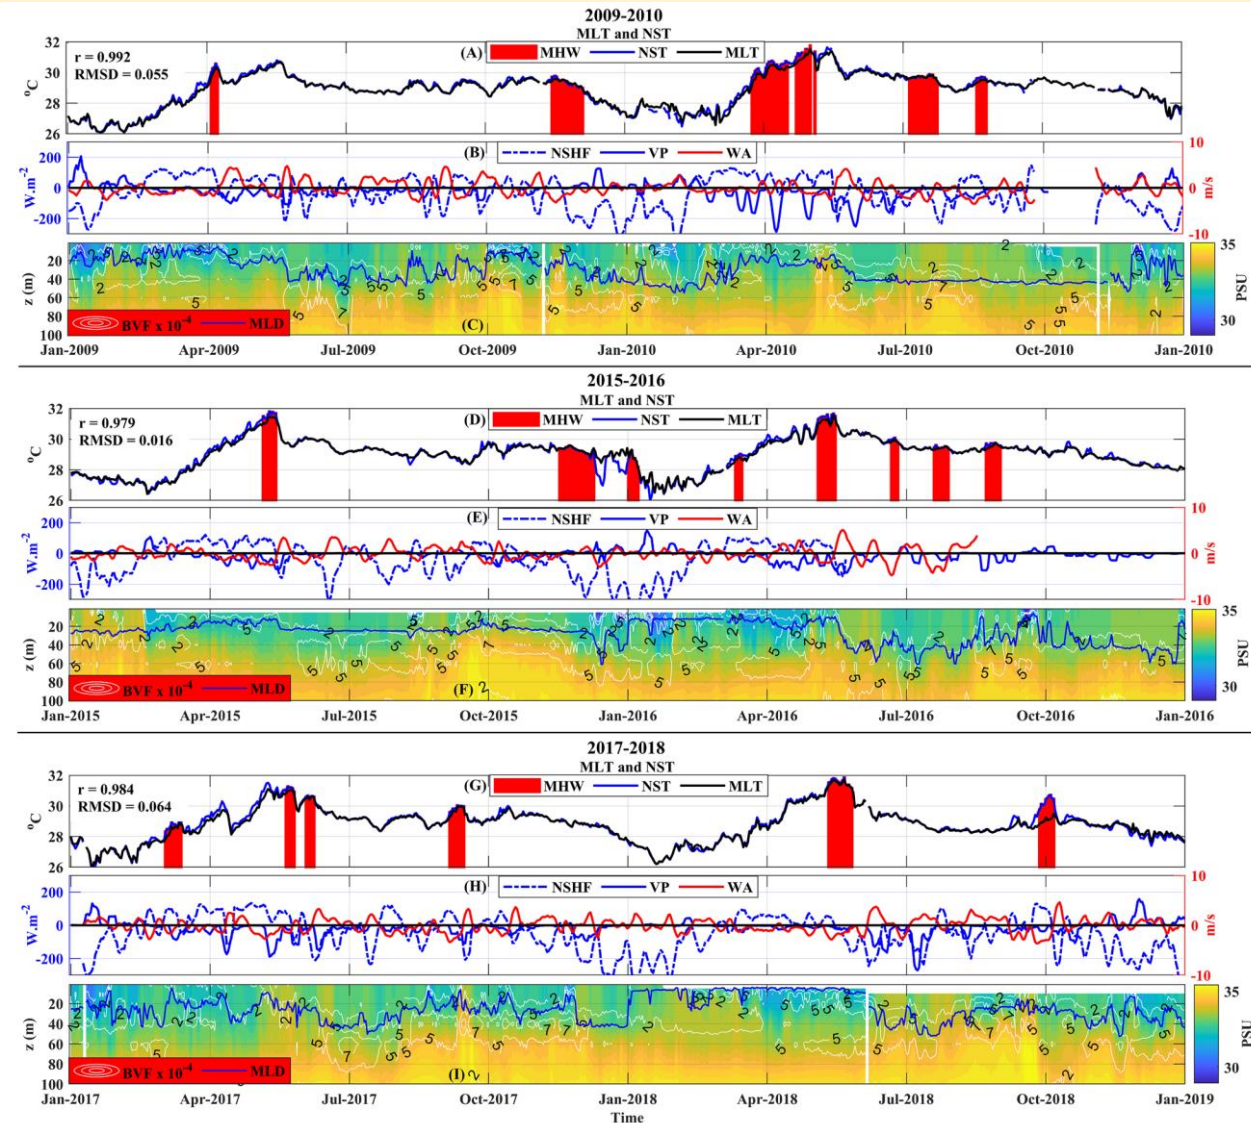 2009-2010
MLT and NST
r = 0.992
RMSD = 0.055
(A)
MHW NST MLT
32
30
28
26
°C
(B)
NSHF VP WA
200
0
-200
W.m⁻²
10
0
-10
m/s
20
40
60
80
100
z (m)
BVF x 10⁻⁴ MLD
(C)
35
30
PSU
Jan-2009 Apr-2009 Jul-2009 Oct-2009 Jan-2010 Apr-2010 Jul-2010 Oct-2010 Jan-2010
2015-2016
MLT and NST
r = 0.979
RMSD = 0.016
(D)
MHW NST MLT
32
30
28
26
°C
(E)
NSHF VP WA
200
0
-200
W.m⁻²
10
0
-10
m/s
20
40
60
80
100
z (m)
BVF x 10⁻⁴ MLD
(F)
35
30
PSU
Jan-2015 Apr-2015 Jul-2015 Oct-2015 Jan-2016 Apr-2016 Jul-2016 Oct-2016 Jan-2016
2017-2018
MLT and NST
r = 0.984
RMSD = 0.064
(G)
MHW NST MLT
32
30
28
26
°C
(H)
NSHF VP WA
200
0
-200
W.m⁻²
10
0
-10
m/s
20
40
60
80
100
z (m)
BVF x 10⁻⁴ MLD
(I)
35
30
PSU
Jan-2017 Apr-2017 Jul-2017 Oct-2017 Jan-2018 Apr-2018 Jul-2018 Oct-2018 Jan-2019
Time